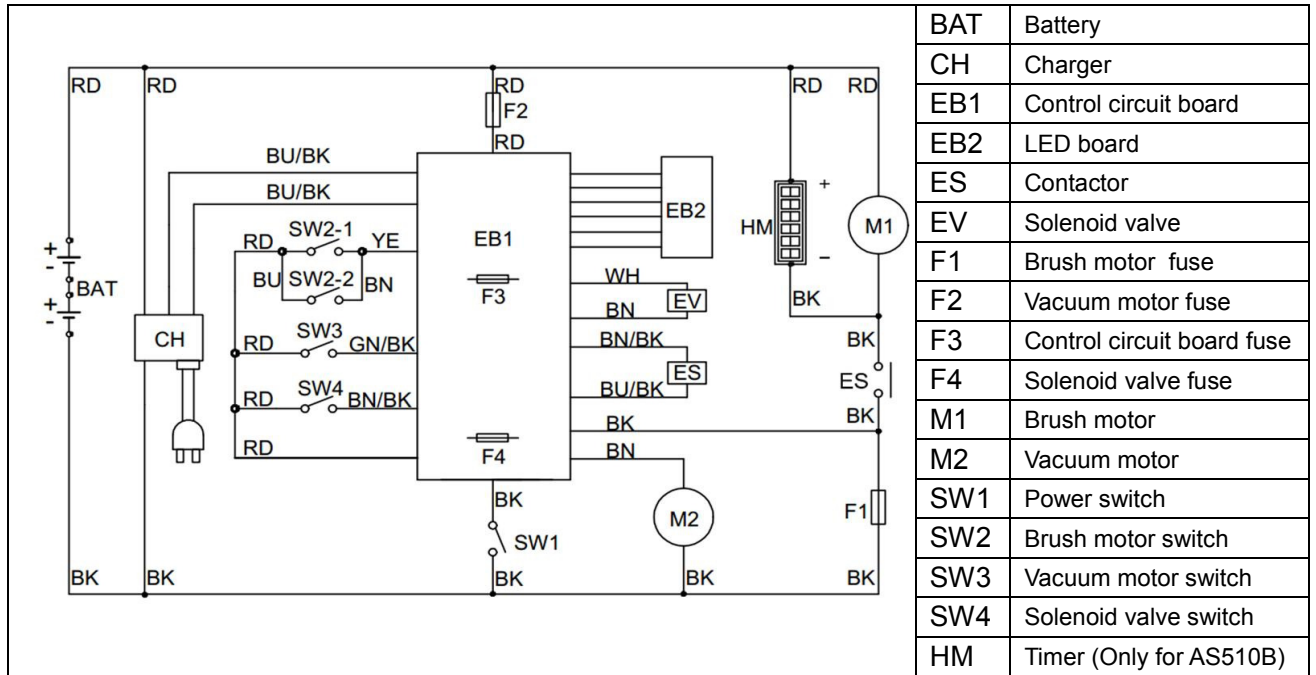 RD RD RD RD RD
F2
RD
BU/BK
BU/BK
SW2-1
RD YE
EB1
EB2
HM
+
-
M1
BU SW2-2 BN
F3
WH
EV
BN
BK
+
-
BAT
+
-
CH
SW3
RD GN/BK
BN/BK
ES
BU/BK
BK
ES
SW4
RD BN/BK
BK
BK
RD
F4
BN
BK
M2
F1
SW1
BK BK BK BK BK
BAT Battery
CH Charger
EB1 Control circuit board
EB2 LED board
ES Contactor
EV Solenoid valve
F1 Brush motor fuse
F2 Vacuum motor fuse
F3 Control circuit board fuse
F4 Solenoid valve fuse
M1 Brush motor
M2 Vacuum motor
SW1 Power switch
SW2 Brush motor switch
SW3 Vacuum motor switch
SW4 Solenoid valve switch
HM Timer (Only for AS510B)